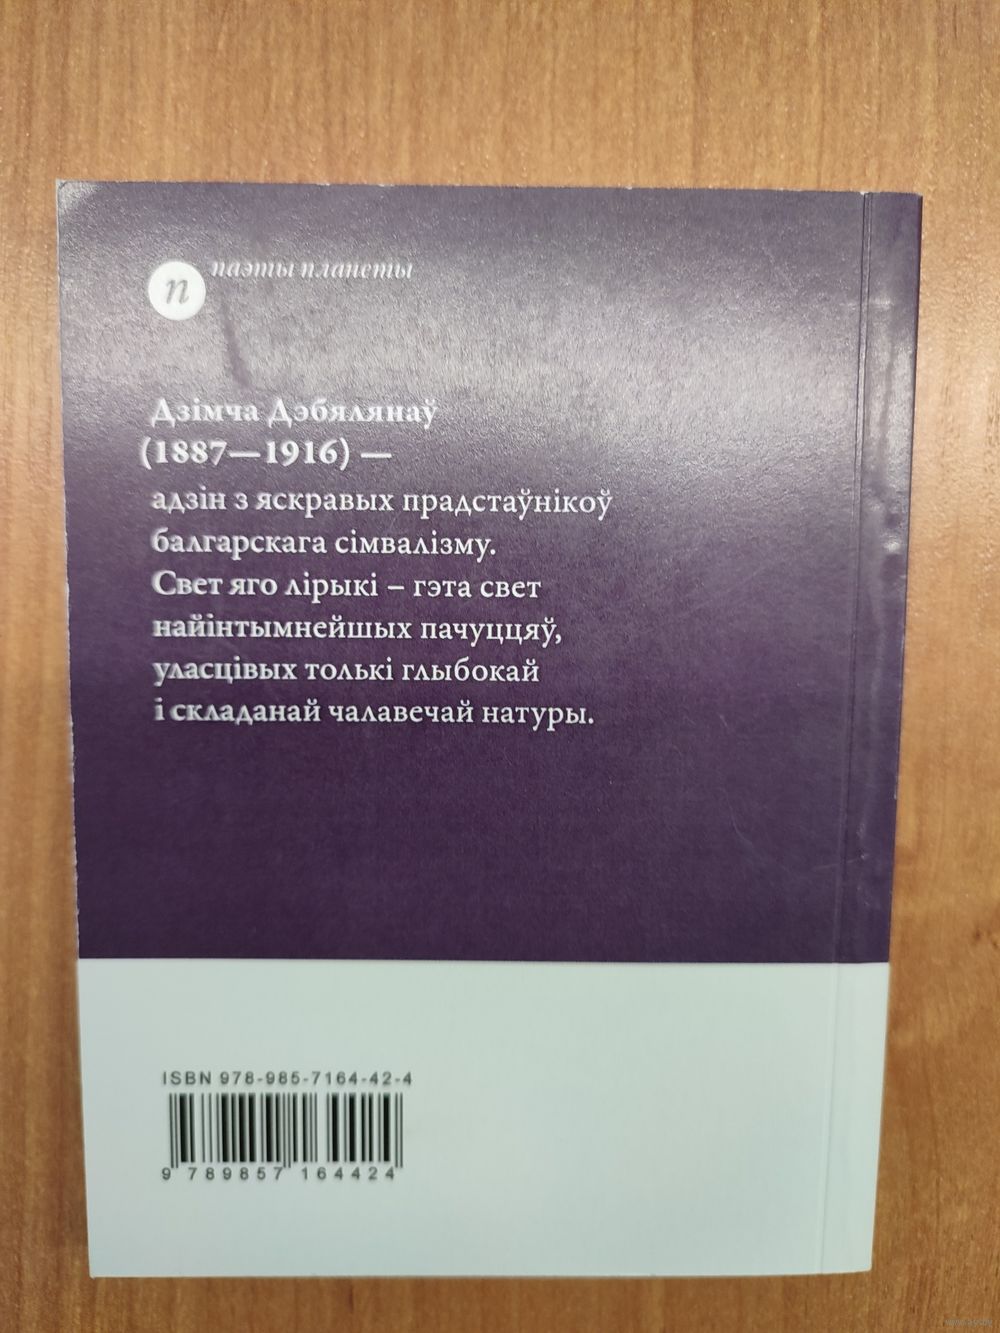 п
паэты планеты
Дзімча Дэбялянаў
(1887—1916) —
адзін з яскравых прадстаўнікоў
балгарскага сімвалізму.
Свет яго лірыкі – гэта свет
найінтымнейшых пачуццяў,
уласцівых толькі глыбокай
і складанай чалавечай натуры.
ISBN 978-985-7164-42-4
9 789857 164424